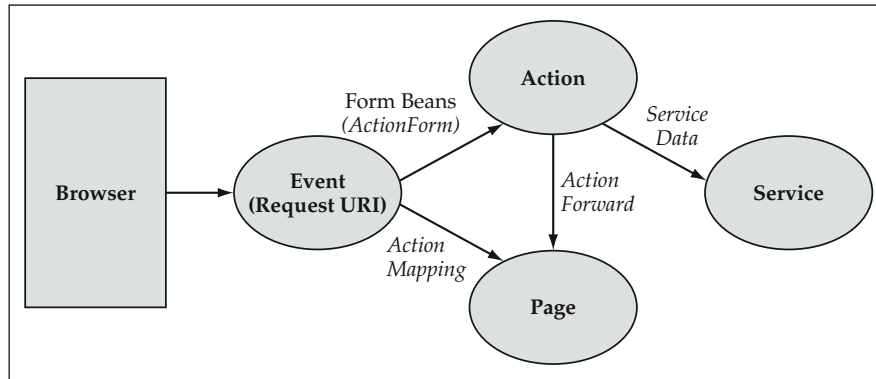 Browser
Event
(Request URI)
Form Beans
(ActionForm)
Action
Action
Mapping
Action
Forward
Service
Data
Service
Page